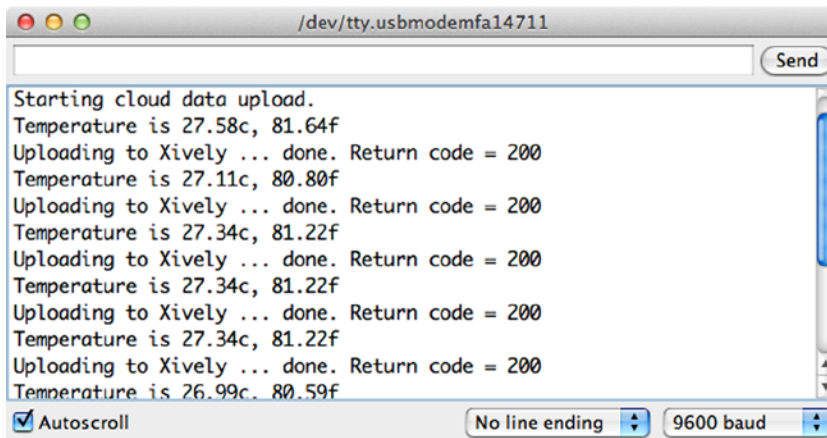 /dev/tty.usbmodemfa14711
Send
Starting cloud data upload.
Temperature is 27.58c, 81.64f
Uploading to Xively ... done. Return code = 200
Temperature is 27.11c, 80.80f
Uploading to Xively ... done. Return code = 200
Temperature is 27.34c, 81.22f
Uploading to Xively ... done. Return code = 200
Temperature is 27.34c, 81.22f
Uploading to Xively ... done. Return code = 200
Temperature is 27.34c, 81.22f
Uploading to Xively ... done. Return code = 200
Temperature is 26.99c, 80.59f
Autoscroll
No line ending
9600 baud